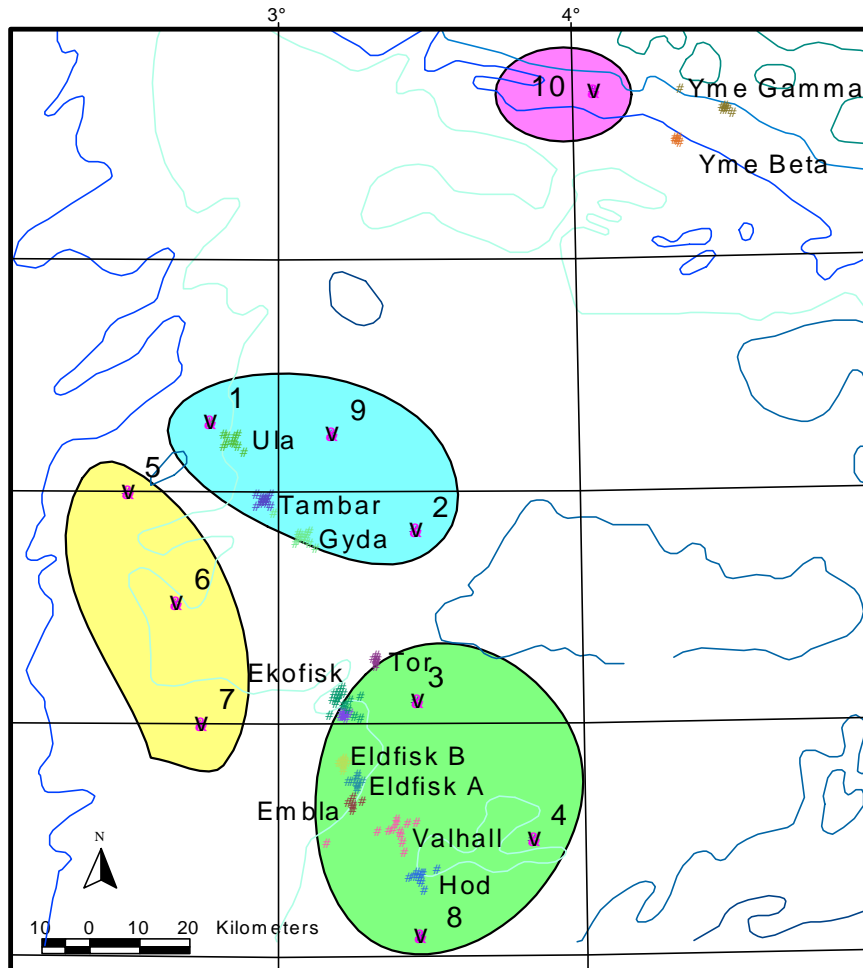 3° 4°
10 v Yme Gamma
Yme Beta
1
v 9
v
Ula
5
v
Tambar 2
v
Gyda
6
v
Tor
Ekofisk 3
v
7
v
Eldfisk B
Eldfisk A
Embla
4
v
Valhall
N
Hod
8
v
10 0 10 20 Kilometers